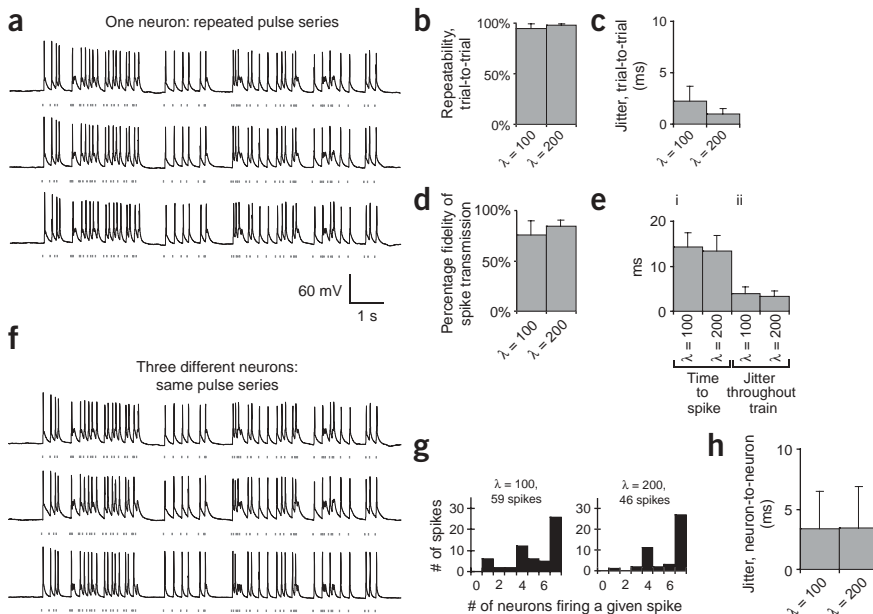 a
One neuron: repeated pulse series
60 mV
1 s
b
Repeatability,
trial-to-trial
100%
50%
0%
λ = 100
λ = 200
c
Jitter, trial-to-trial
(ms)
10
5
0
λ = 100
λ = 200
d
Percentage fidelity of
spike transmission
100%
50%
0%
λ = 100
λ = 200
e
i
ii
ms
20
10
0
λ = 100
λ = 200
λ = 100
λ = 200
Time
to
spike
Jitter
throughout
train
f
Three different neurons:
same pulse series
g
λ = 100,
59 spikes
λ = 200,
46 spikes
# of spikes
30
20
10
0
30
20
10
0
0 2 4 6
0 2 4 6
# of neurons firing a given spike
h
Jitter, neuron-to-neuron
(ms)
10
5
0
λ = 100
λ = 200